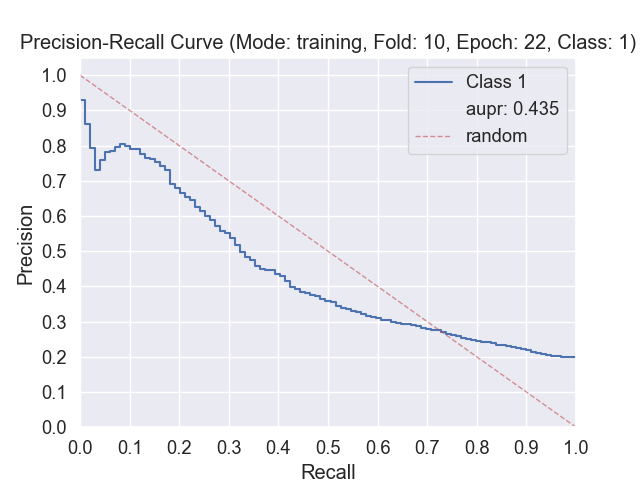 Precision-Recall Curve (Mode: training, Fold: 10, Epoch: 22, Class: 1)
1.0
0.9
0.8
0.7
0.6
0.5
0.4
0.3
0.2
0.1
0.0
Precision
Class 1
aupr: 0.435
random
0.0 0.1 0.2 0.3 0.4 0.5 0.6 0.7 0.8 0.9 1.0
Recall